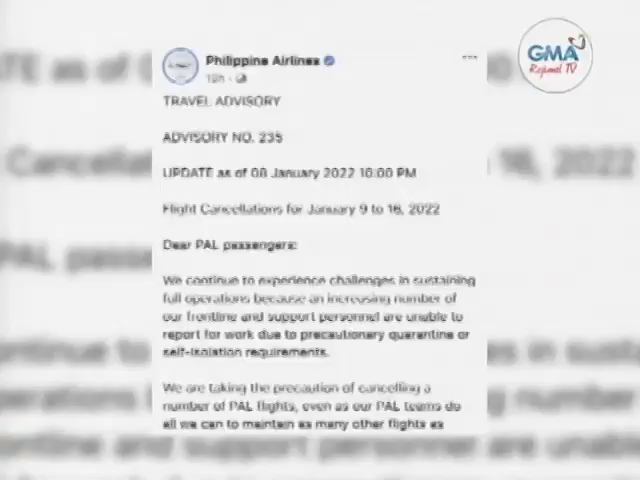 GMA
Regional TV
Philippine Airlines
TRAVEL ADVISORY
ADVISORY NO. 235
UPDATE as of 08 January 2022 10:00 PM
Flight Cancellations for January 9 to 16, 2022
Dear PAL passengers:
We continue to experience challenges in sustaining
full operations because an increasing number of
our frontline and support personnel are unable to
report for work due to precautionary quarantine or
self-isolation requirements.
We are taking the precaution of cancelling a
number of PAL flights, even as our PAL teams do
all we can to maintain as many other flights as